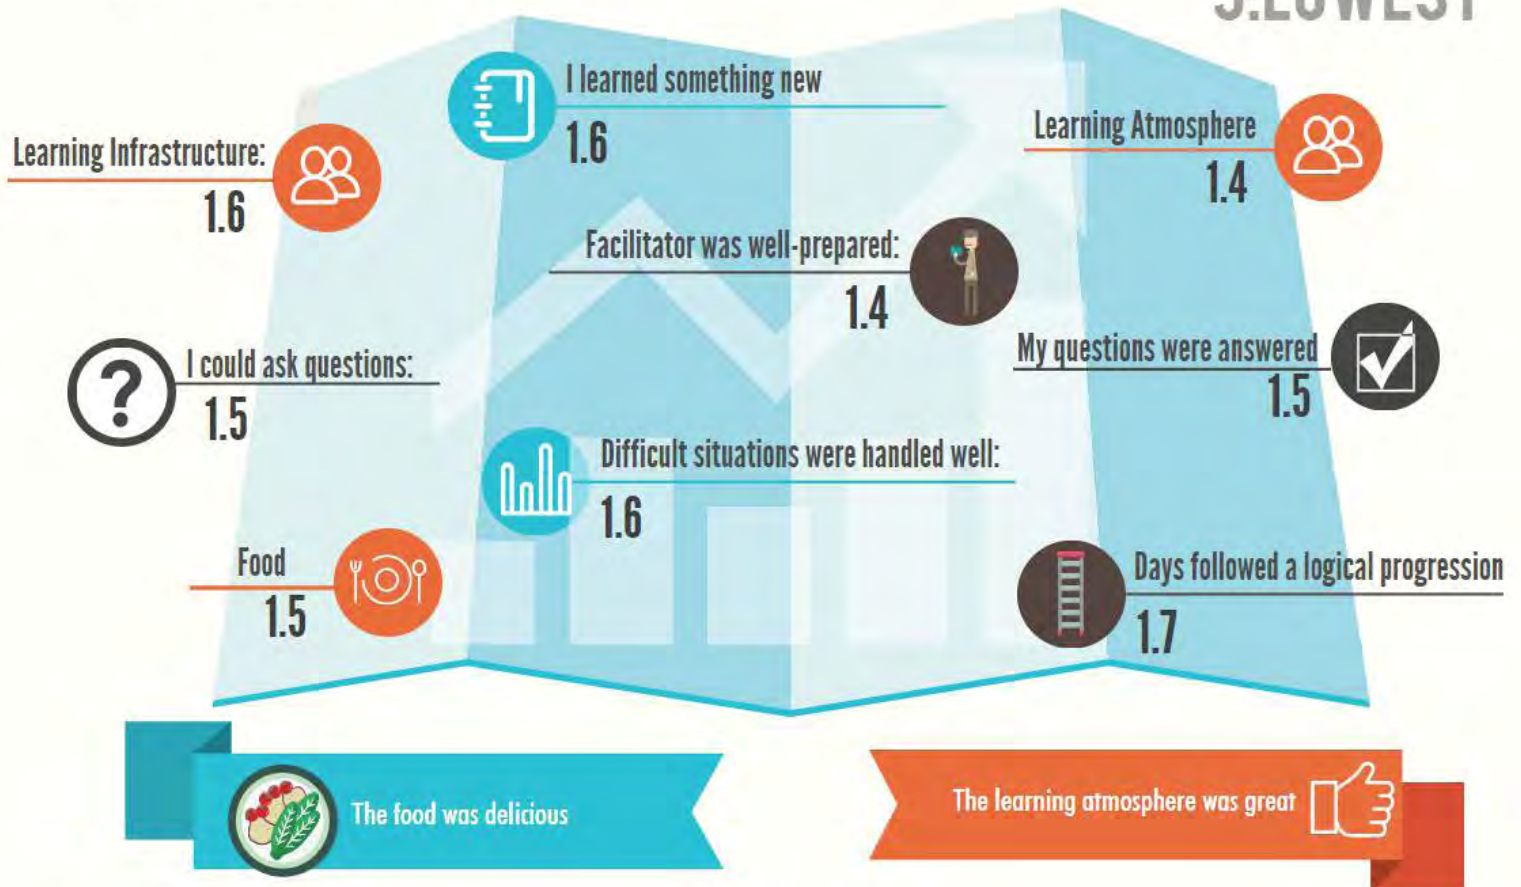 5.LOWEST
I learned something new
1.6
Learning Infrastructure:
1.6
Learning Atmosphere
1.4
Facilitator was well-prepared:
1.4
I could ask questions:
1.5
My questions were answered
1.5
Difficult situations were handled well:
1.6
Food
1.5
Days followed a logical progression
1.7
The food was delicious
The learning atmosphere was great